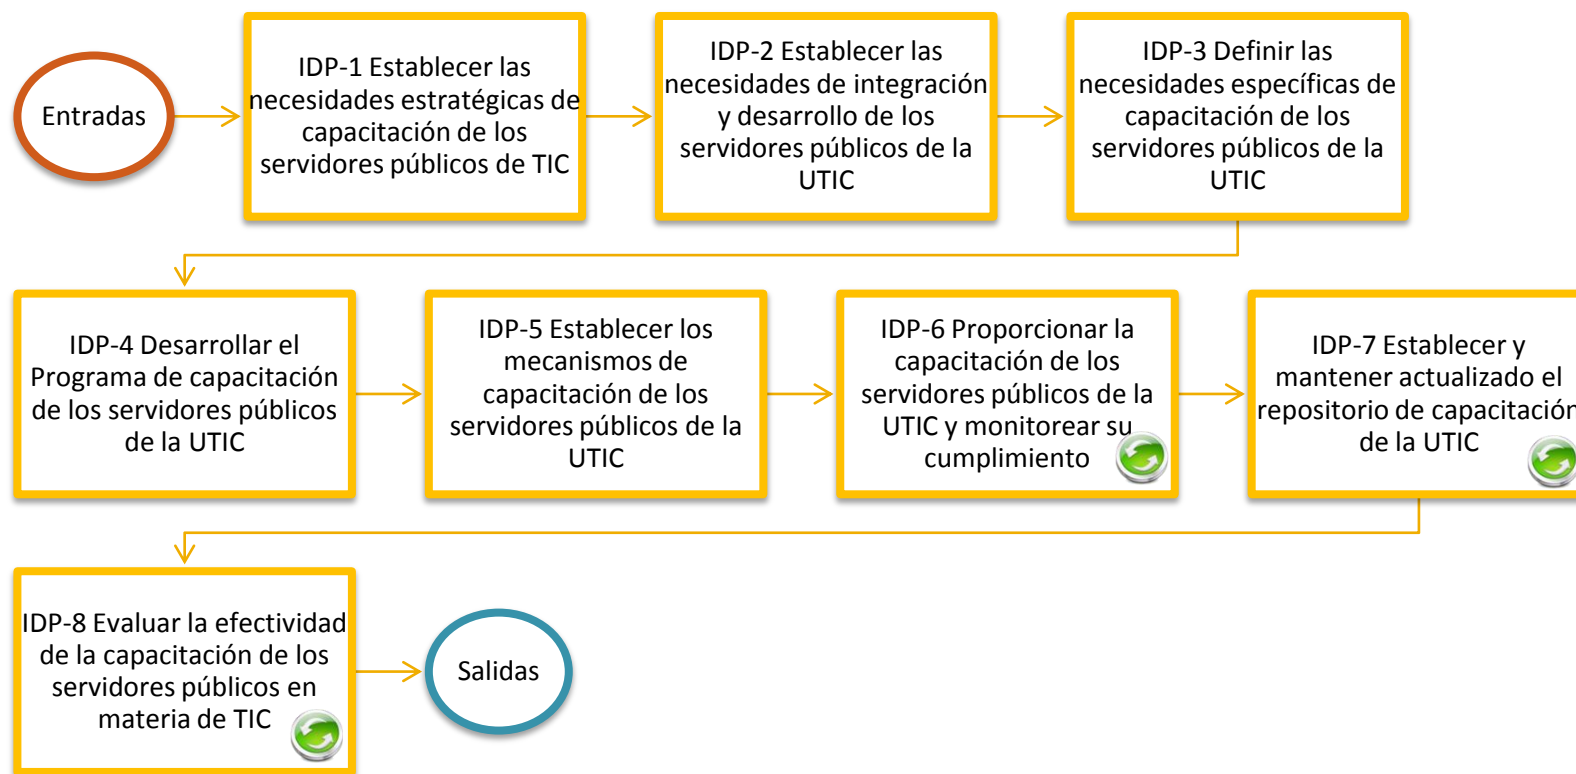 Entradas
IDP-1 Establecer las
necesidades estratégicas de
capacitación de los
servidores públicos de TIC
IDP-2 Establecer las
necesidades de integración
y desarrollo de los
servidores públicos de la
UTIC
IDP-3 Definir las
necesidades específicas de
capacitación de los
servidores públicos de la
UTIC
IDP-4 Desarrollar el
Programa de capacitación
de los servidores públicos
de la UTIC
IDP-5 Establecer los
mecanismos de
capacitación de los
servidores públicos de la
UTIC
IDP-6 Proporcionar la
capacitación de los
servidores públicos de la
UTIC y monitorear su
cumplimiento
IDP-7 Establecer y
mantener actualizado el
repositorio de capacitación
de la UTIC
IDP-8 Evaluar la efectividad
de la capacitación de los
servidores públicos en
materia de TIC
Salidas